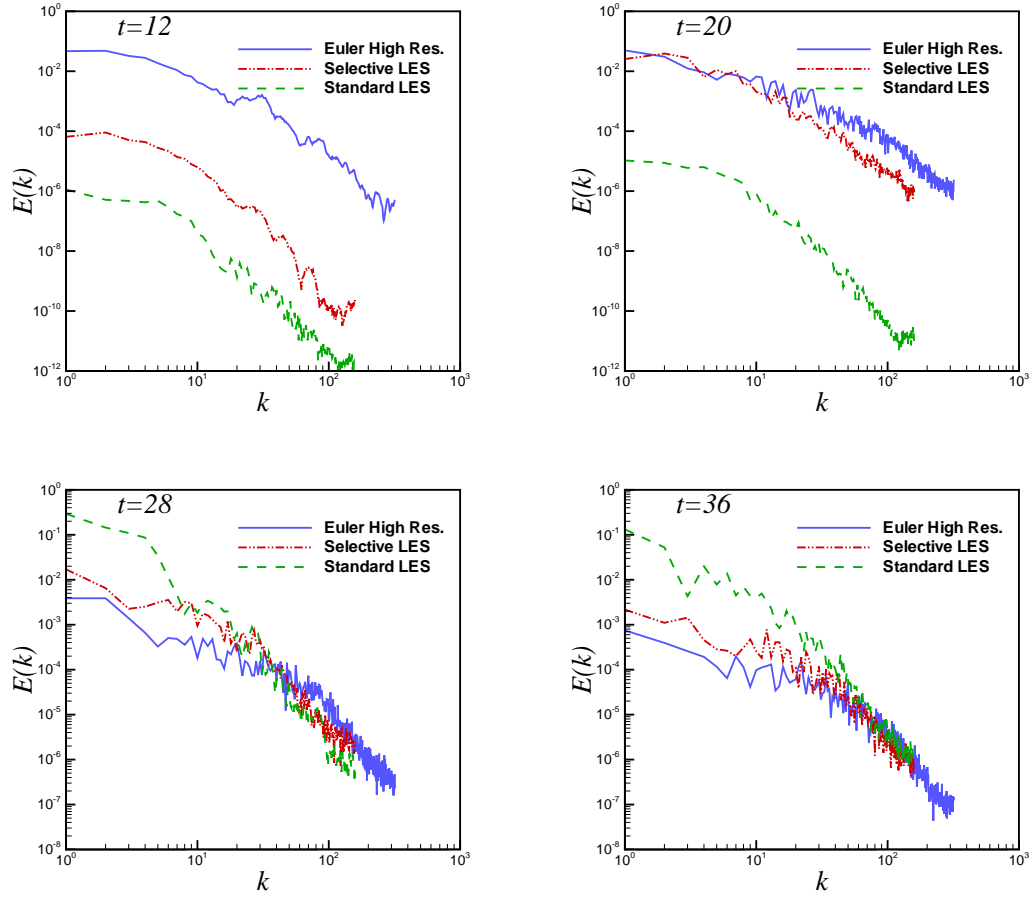 t=12
Euler High Res.
Selective LES
Standard LES
E(k)
10^0
10^-2
10^-4
10^-6
10^-8
10^-10
10^-12
10^0 10^1 10^2 10^3
k
t=20
Euler High Res.
Selective LES
Standard LES
E(k)
10^0
10^-2
10^-4
10^-6
10^-8
10^-10
10^-12
10^0 10^1 10^2 10^3
k
t=28
Euler High Res.
Selective LES
Standard LES
E(k)
10^0
10^-1
10^-2
10^-3
10^-4
10^-5
10^-6
10^-7
10^-8
10^0 10^1 10^2 10^3
k
t=36
Euler High Res.
Selective LES
Standard LES
E(k)
10^0
10^-1
10^-2
10^-3
10^-4
10^-5
10^-6
10^-7
10^-8
10^0 10^1 10^2 10^3
k